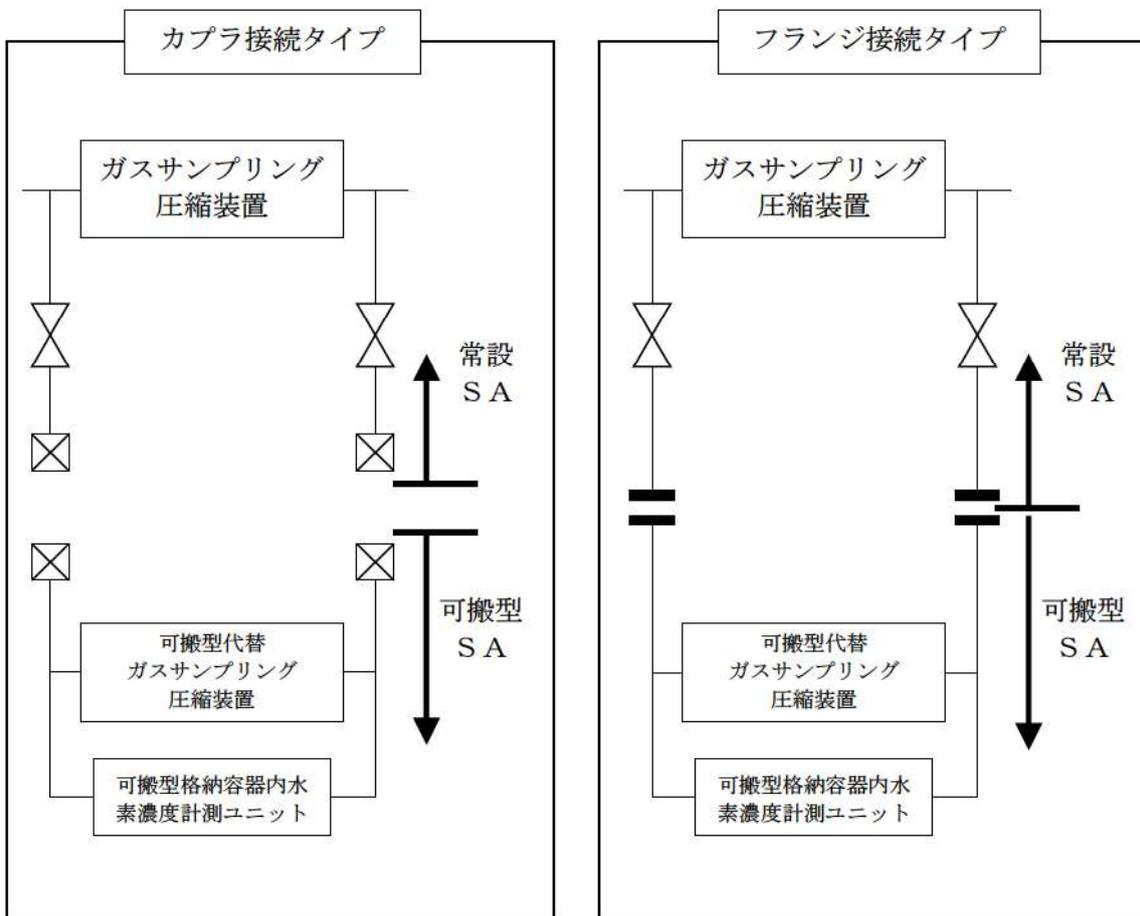 カプラ接続タイプ
ガスサンプリング
圧縮装置
常設
ＳＡ
可搬型
ＳＡ
可搬型代替
ガスサンプリング
圧縮装置
可搬型格納容器内水
素濃度計測ユニット
フランジ接続タイプ
ガスサンプリング
圧縮装置
常設
ＳＡ
可搬型
ＳＡ
可搬型代替
ガスサンプリング
圧縮装置
可搬型格納容器内水
素濃度計測ユニット